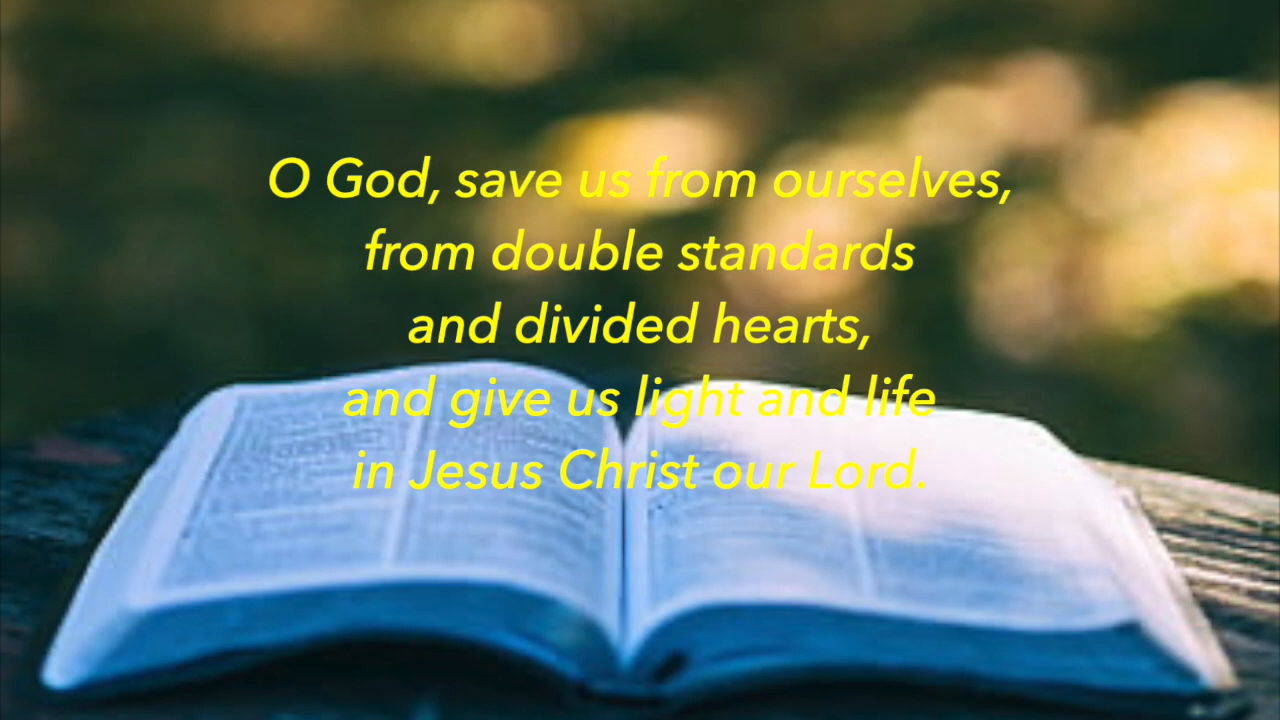 O God, save us from ourselves,
from double standards
and divided hearts,
and give us light and life
in Jesus Christ our Lord.